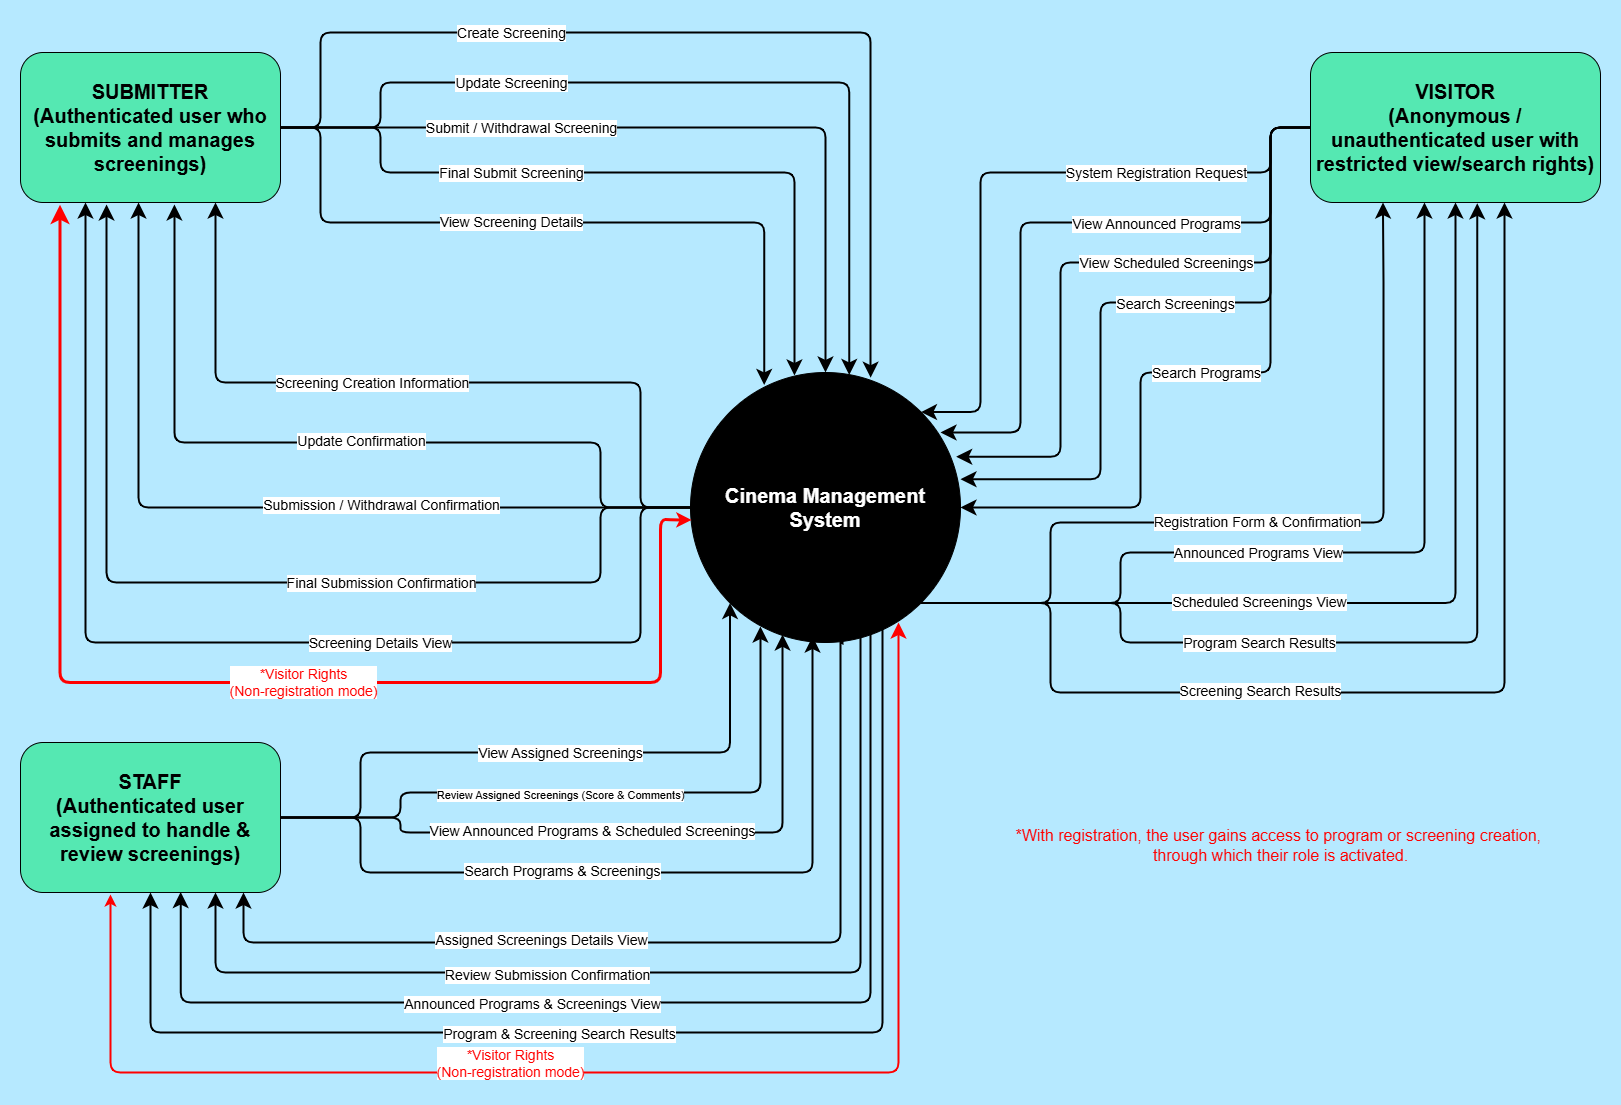 Create Screening
SUBMITTER
(Authenticated user who
submits and manages
screenings)
Update Screening
Submit / Withdrawal Screening
Final Submit Screening
View Screening Details
VISITOR
(Anonymous /
unauthenticated user with
restricted view/search rights)
System Registration Request
View Announced Programs
View Scheduled Screenings
Search Screenings
Search Programs
Screening Creation Information
Update Confirmation
Submission / Withdrawal Confirmation
Final Submission Confirmation
Screening Details View
*Visitor Rights
(Non-registration mode)
Cinema Management
System
Registration Form & Confirmation
Announced Programs View
Scheduled Screenings View
Program Search Results
Screening Search Results
STAFF
(Authenticated user
assigned to handle &
review screenings)
View Assigned Screenings
Review Assigned Screenings (Score & Comments)
View Announced Programs & Scheduled Screenings
Search Programs & Screenings
*With registration, the user gains access to program or screening creation,
through which their role is activated.
Assigned Screenings Details View
Review Submission Confirmation
Announced Programs & Screenings View
Program & Screening Search Results
*Visitor Rights
(Non-registration mode)